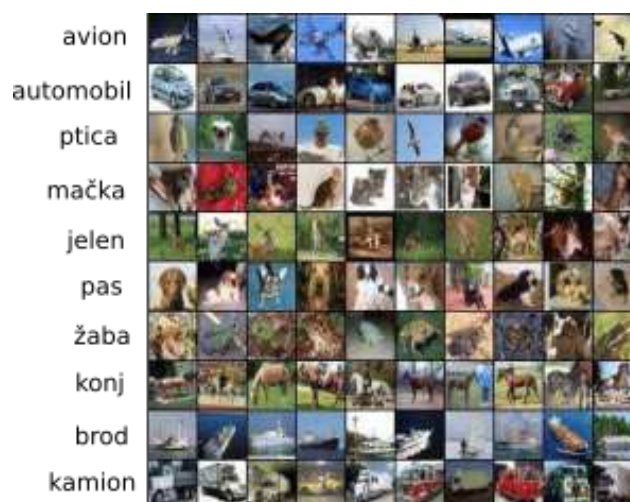 avion
automobil
ptica
mačka
jelen
pas
žaba
konj
brod
kamion